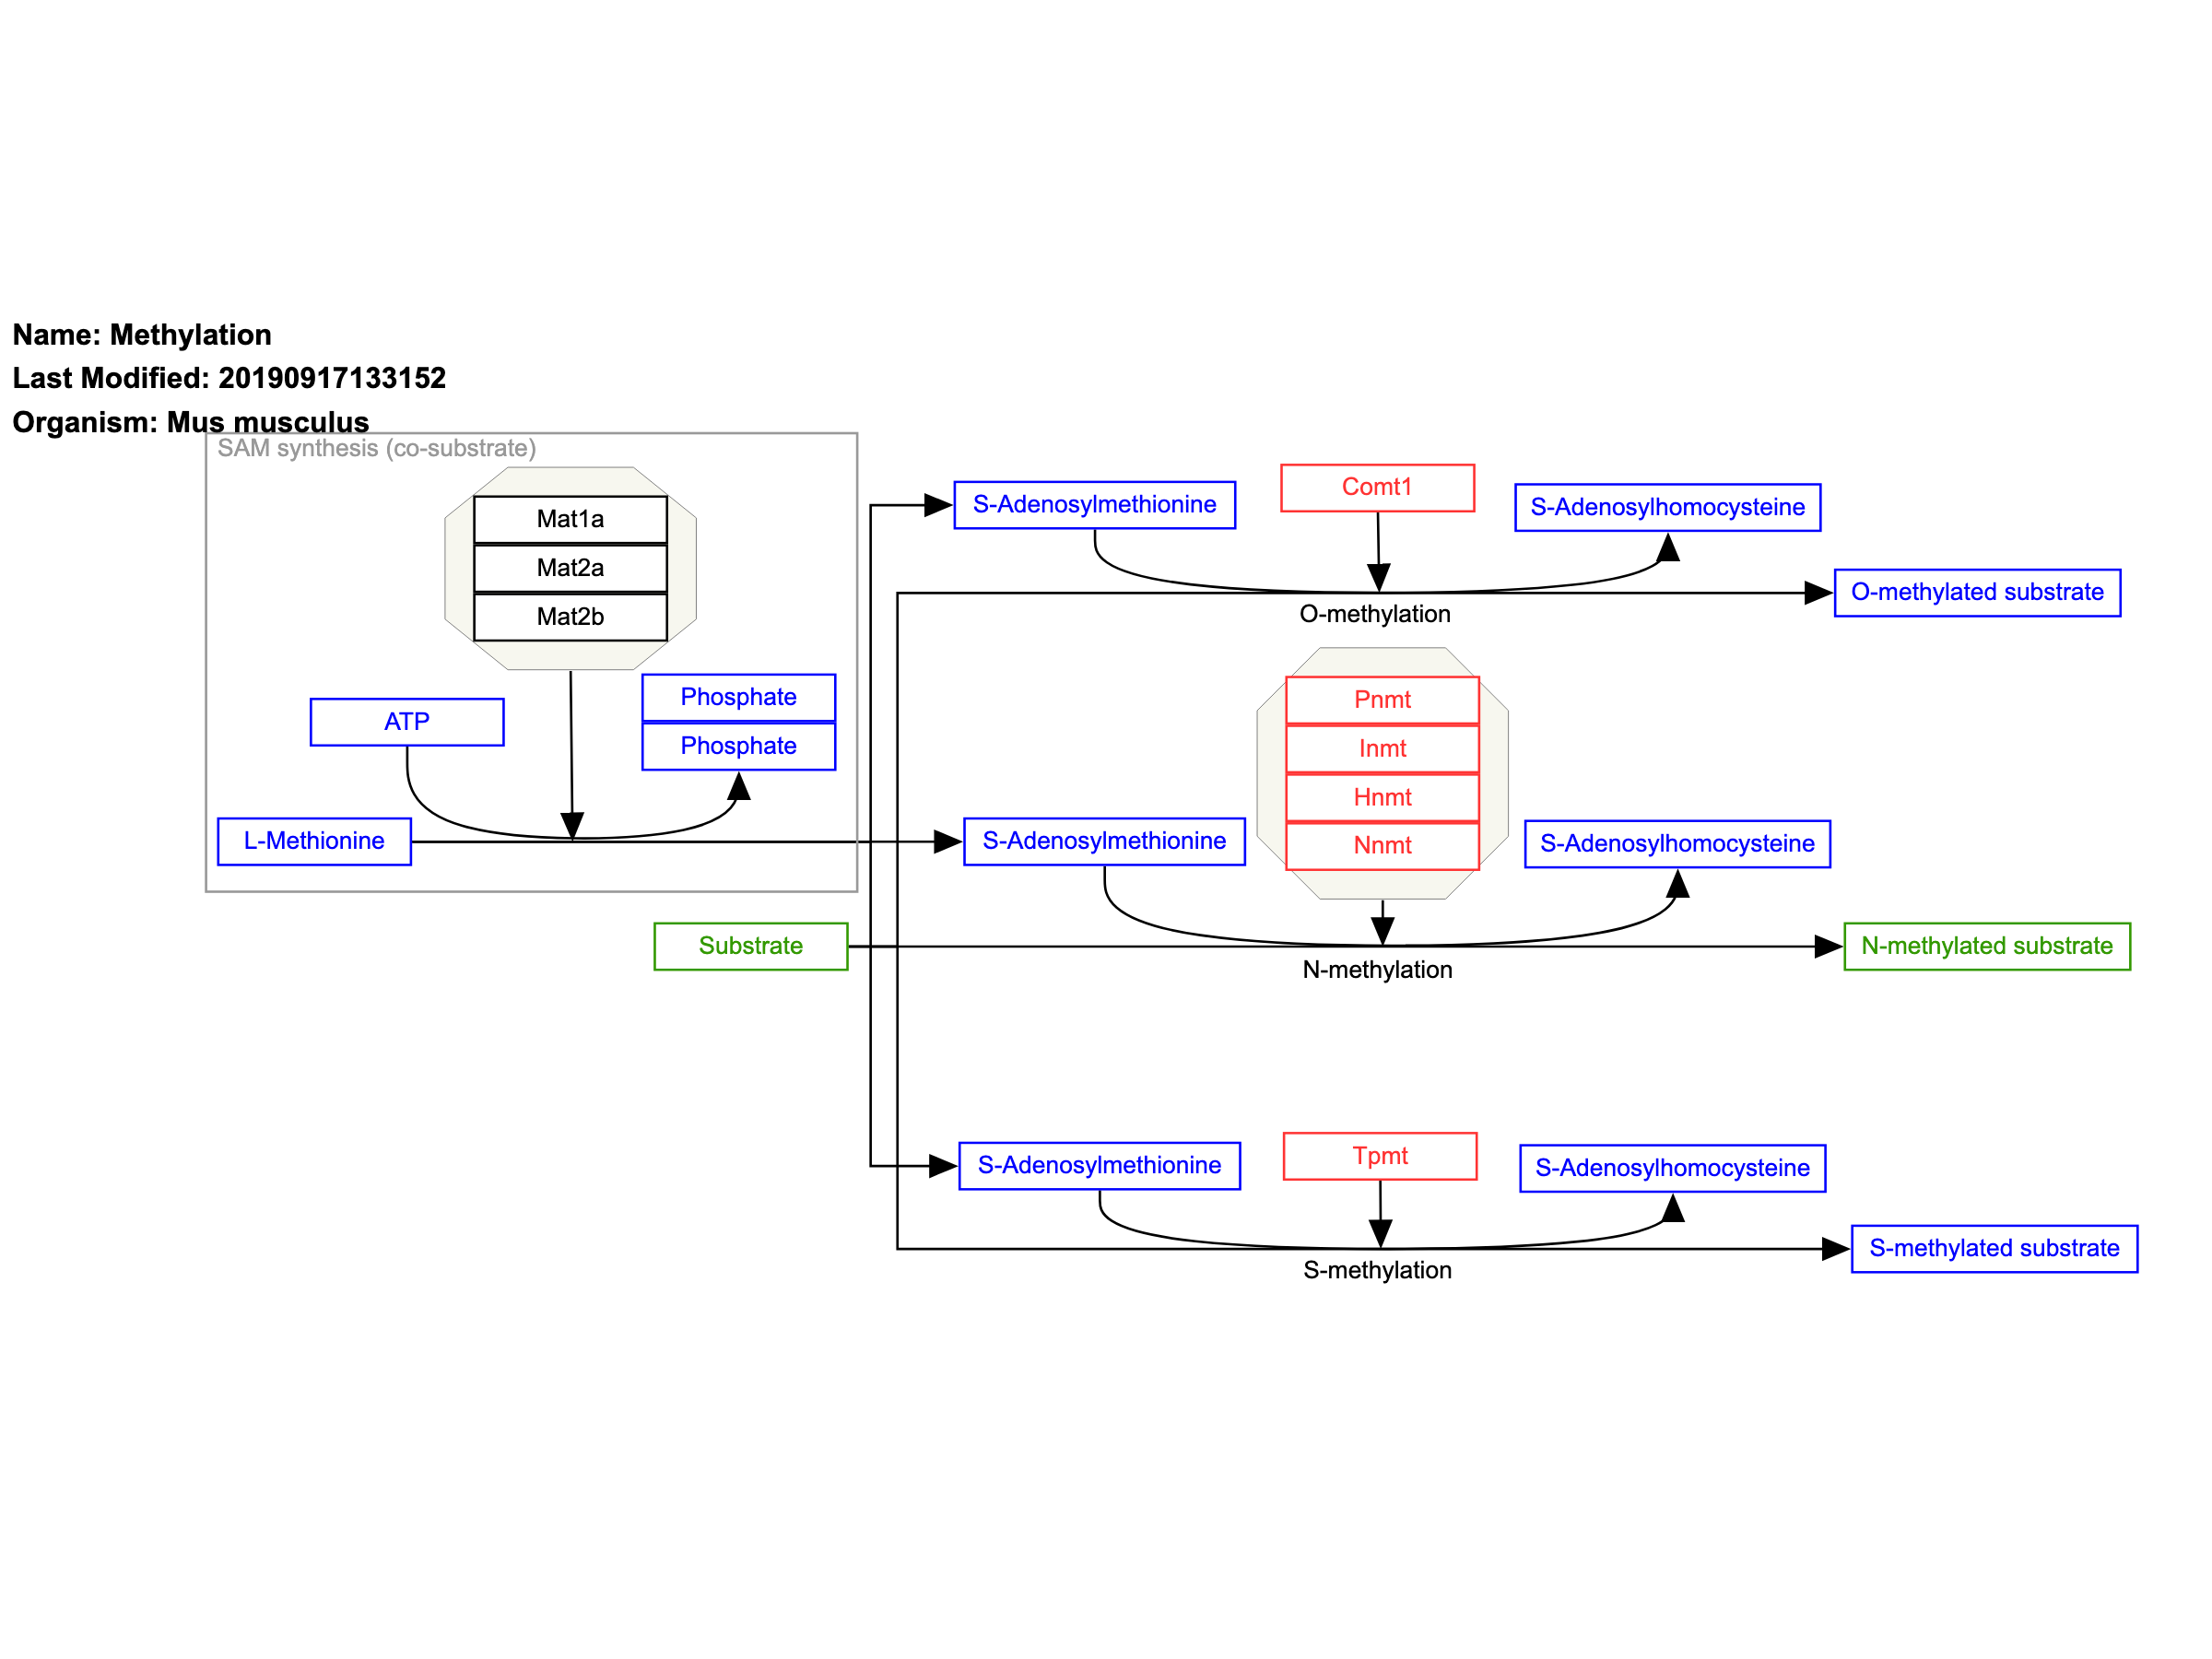 Name: Methylation
Last Modified: 20190917133152
Organism: Mus musculus
SAM synthesis (co-substrate)
Mat1a
Mat2a
Mat2b
ATP
Phosphate
Phosphate
L-Methionine
Substrate
S-Adenosylmethionine
Comt1
S-Adenosylhomocysteine
O-methylated substrate
O-methylation
Pnmt
Inmt
Hnmt
Nnmt
S-Adenosylmethionine
S-Adenosylhomocysteine
N-methylated substrate
N-methylation
S-Adenosylmethionine
Tpmt
S-Adenosylhomocysteine
S-methylated substrate
S-methylation